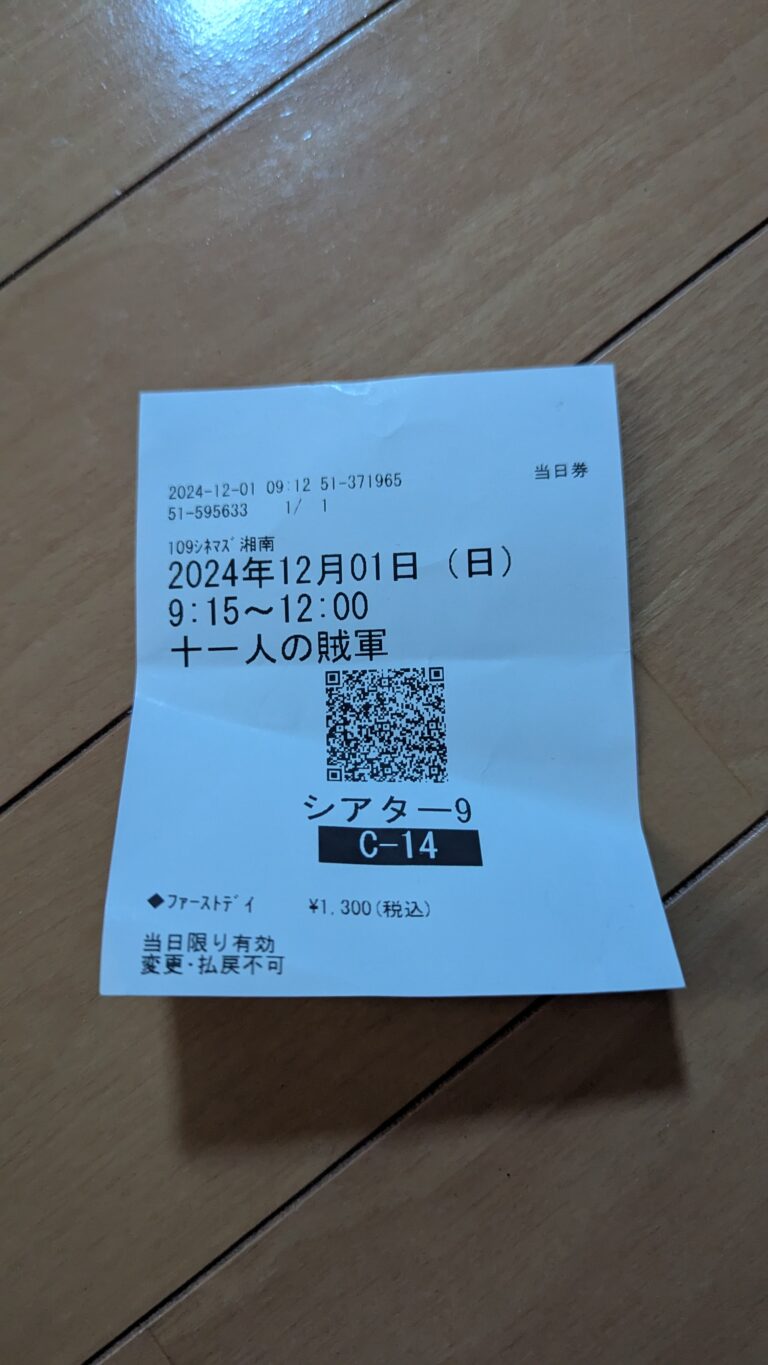 当日券
2024-12-01 09:12 51-371965
51-595633 1/ 1
109ｼﾈﾏｽﾞ湘南
2024年12月01日（日）
9:15～12:00
十一人の賊軍
シアター9
C-14
◆ﾌｧｰｽﾄﾃﾞｲ ¥1,300(税込)
当日限り有効
変更･払戻不可